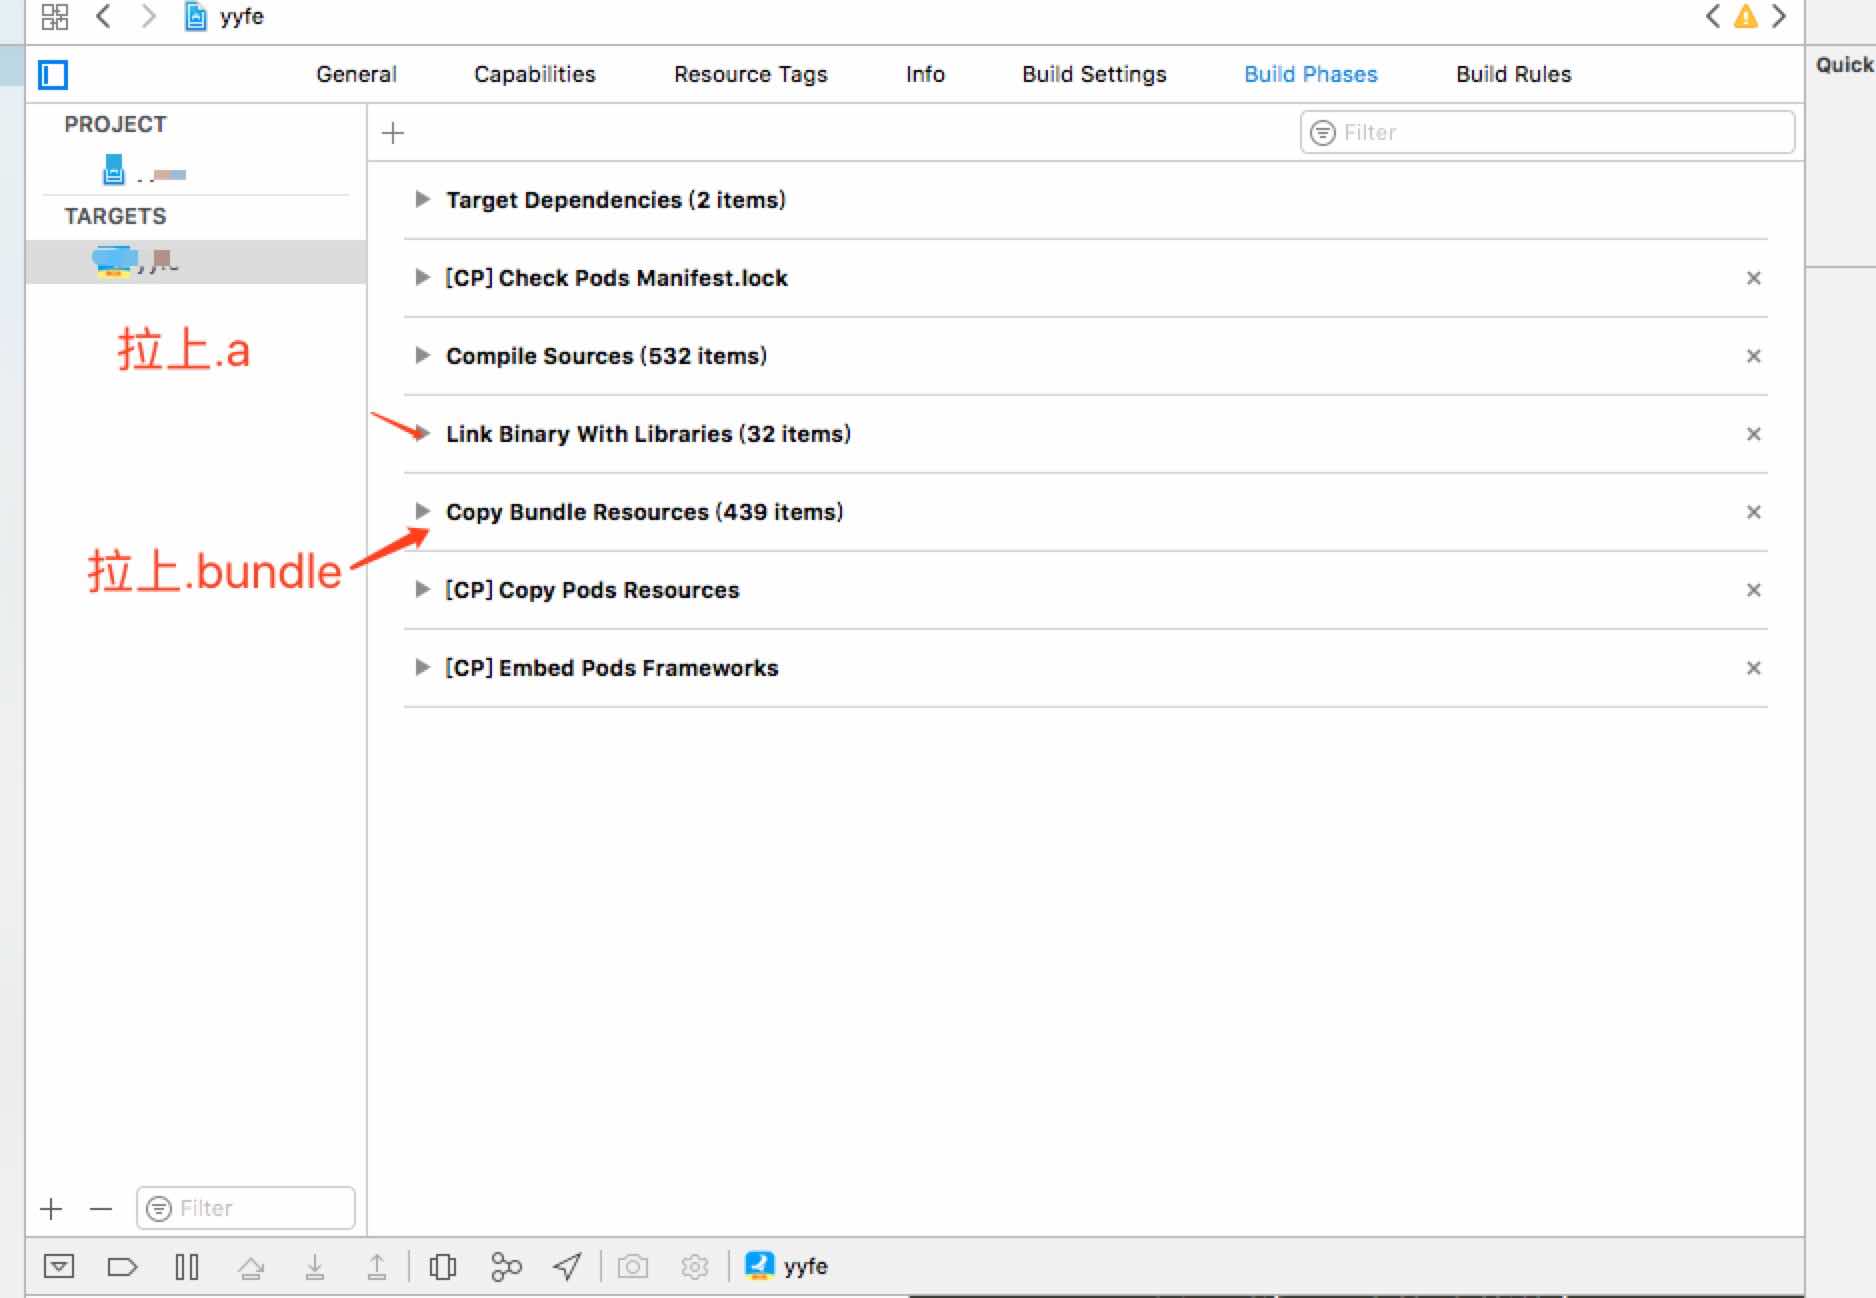 yyfe
General Capabilities Resource Tags Info Build Settings Build Phases Build Rules
Quick
PROJECT
Filter
TARGETS
Target Dependencies (2 items)
[CP] Check Pods Manifest.lock
拉上.a
Compile Sources (532 items)
Link Binary With Libraries (32 items)
Copy Bundle Resources (439 items)
拉上.bundle
[CP] Copy Pods Resources
[CP] Embed Pods Frameworks
Filter
yyfe